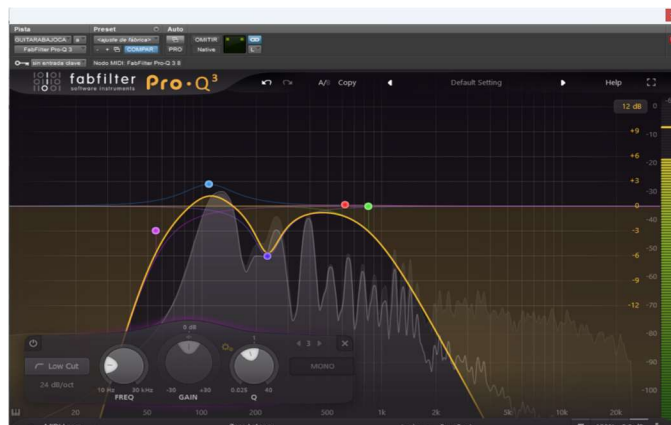 Pista Preset Auto
GUITARABAJOCA.. a <ajuste de fábrica> OMITIR
FabFilter Pro-Q 3 - + COMPAR PRO Native
sin entrada clave Nodo MIDI: FabFilter Pro-Q 3 8
fabfilter Pro·Q³ A/B Copy Default Setting Help
software instruments
12 dB 0
+9 -10
+6 -20
+3 -30
0 -40
-3 -50
-6 -60
-9 -70
-12 -80
-90
-100
0 dB 1 3
Low Cut MONO
24 dB/oct 10 Hz 30 kHz -30 +30 0.025 40
FREQ GAIN Q
20 50 100 200 500 1k 2k 5k 10k 20k